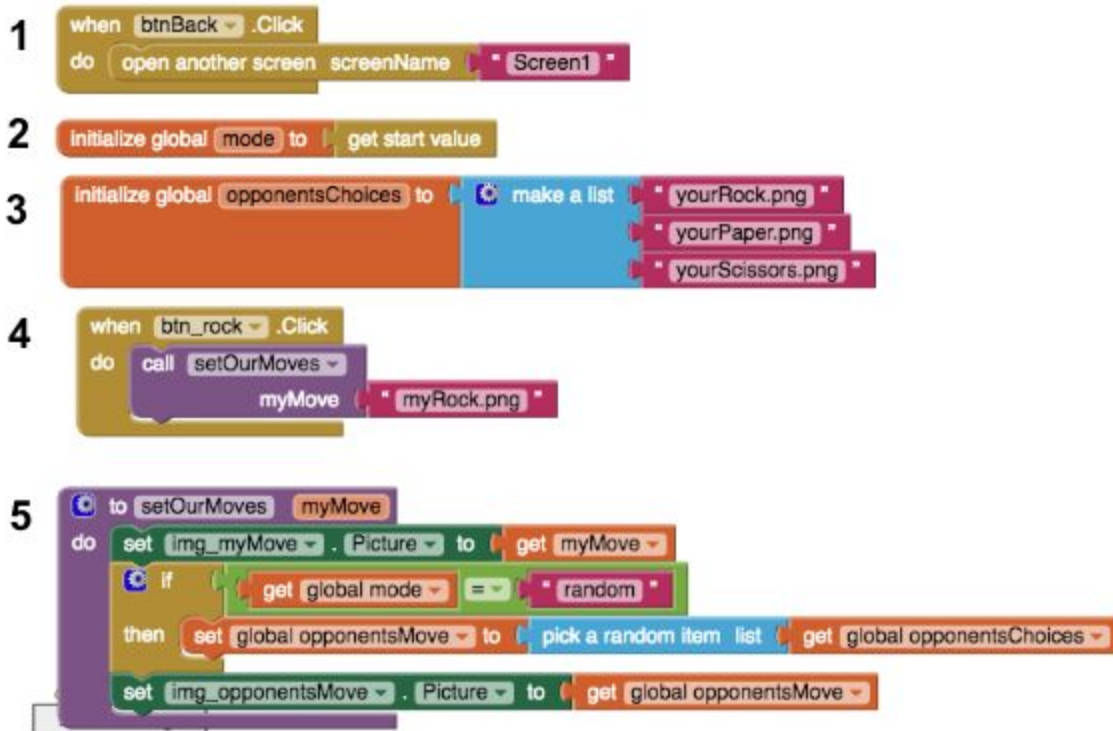 1
when btnBack .Click
do open another screen screenName " Screen1 "
2
initialize global mode to get start value
3
initialize global opponentsChoices to make a list " yourRock.png "
" yourPaper.png "
" yourScissors.png "
4
when btn_rock .Click
do call setOurMoves
myMove " myRock.png "
5
to setOurMoves myMove
do set img_myMove . Picture to get myMove
if get global mode = " random "
then set global opponentsMove to pick a random item list get global opponentsChoices
set img_opponentsMove . Picture to get global opponentsMove